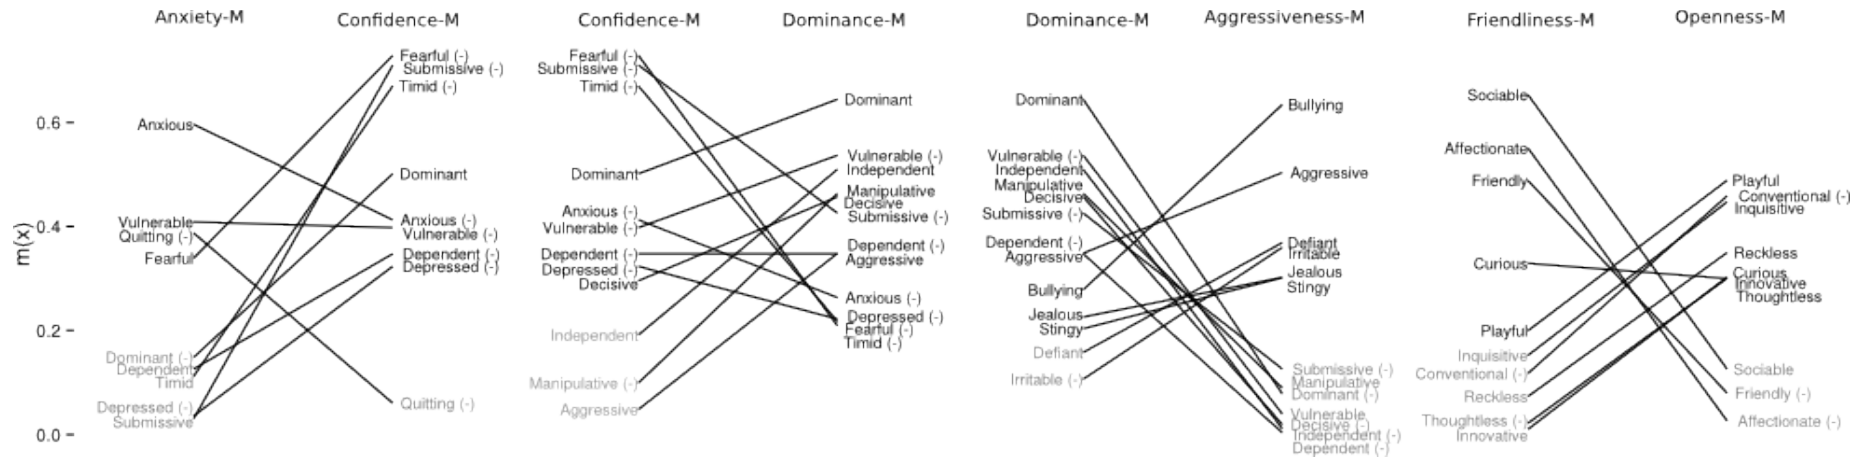 Anxiety-M
Confidence-M
Confidence-M
Dominance-M
Dominance-M
Aggressiveness-M
Friendliness-M
Openness-M
m(x)
0.6
0.4
0.2
0.0
Anxious
Vulnerable
Quitting (-)
Fearful
Dominant (-)
Dependent
Timid
Depressed (-)
Submissive
Fearful (-)
Submissive (-)
Timid (-)
Dominant
Anxious (-)
Vulnerable (-)
Dependent (-)
Depressed (-)
Quitting (-)
Fearful (-)
Submissive (-)
Timid (-)
Dominant
Anxious (-)
Vulnerable (-)
Dependent (-)
Depressed (-)
Decisive
Independent
Manipulative (-)
Aggressive
Dominant
Vulnerable (-)
Independent
Manipulative
Decisive
Submissive (-)
Dependent (-)
Aggressive
Anxious (-)
Depressed (-)
Fearful (-)
Timid (-)
Dominant
Vulnerable (-)
Independent
Manipulative
Decisive
Submissive (-)
Dependent (-)
Aggressive
Bullying
Jealous
Stingy
Defiant
Irritable (-)
Bullying
Aggressive
Defiant
Irritable
Jealous
Stingy
Submissive (-)
Manipulative
Dominant (-)
Vulnerable
Decisive (-)
Independent (-)
Dependent (-)
Sociable
Affectionate
Friendly
Curious
Playful
Inquisitive
Conventional (-)
Reckless
Thoughtless (-)
Innovative
Playful
Conventional (-)
Inquisitive
Reckless
Curious
Innovative
Thoughtless
Sociable
Friendly (-)
Affectionate (-)